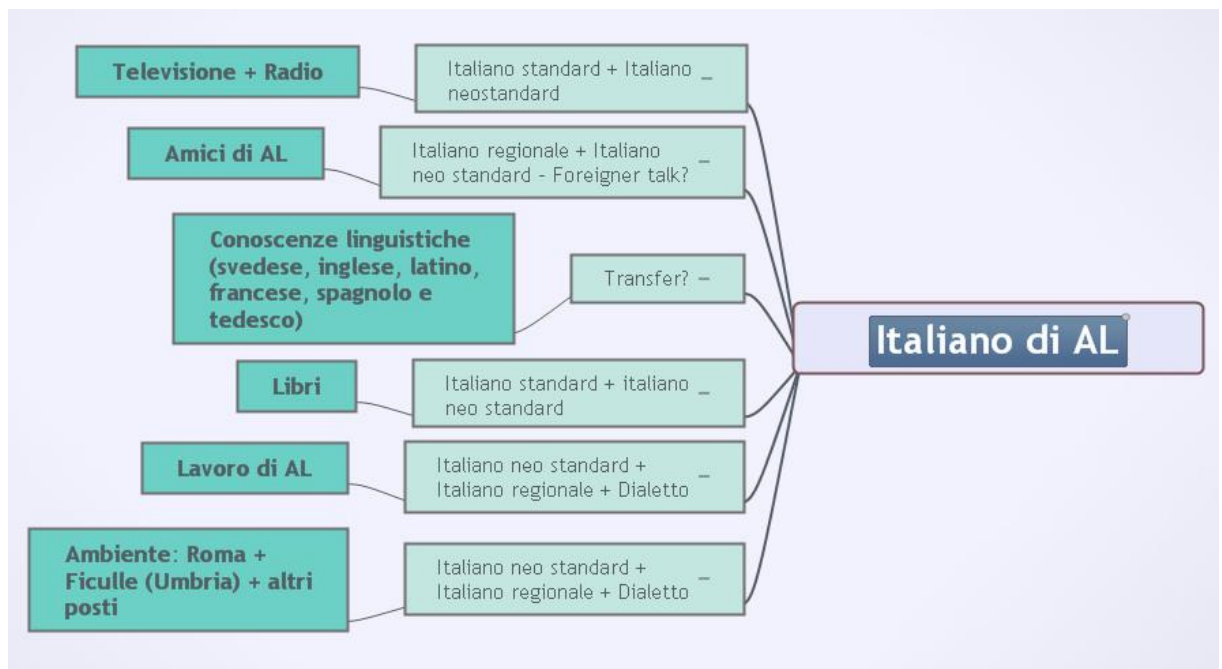 Televisione + Radio
Italiano standard + Italiano
neostandard
Amici di AL
Italiano regionale + Italiano
neo standard - Foreigner talk?
Conoscenze linguistiche
(svedese, inglese, latino,
francese, spagnolo e
tedesco)
Transfer?
Italiano di AL
Libri
Italiano standard + italiano
neo standard
Lavoro di AL
Italiano neo standard +
Italiano regionale + Dialetto
Ambiente: Roma +
Ficulle (Umbria) + altri
posti
Italiano neo standard +
Italiano regionale + Dialetto